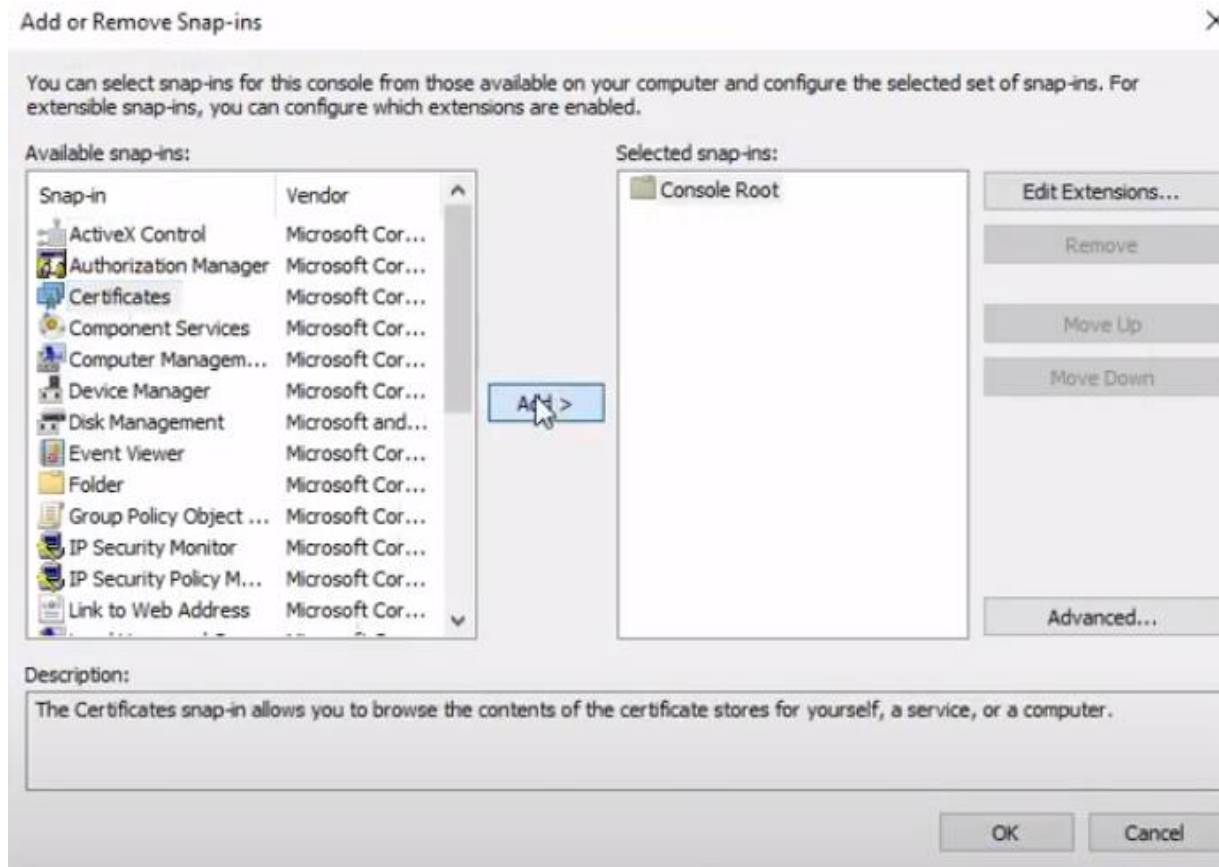 Add or Remove Snap-ins
You can select snap-ins for this console from those available on your computer and configure the selected set of snap-ins. For
extensible snap-ins, you can configure which extensions are enabled.
Available snap-ins:
Snap-in Vendor
ActiveX Control Microsoft Cor...
Authorization Manager Microsoft Cor...
Certificates Microsoft Cor...
Component Services Microsoft Cor...
Computer Managem... Microsoft Cor...
Device Manager Microsoft Cor...
Disk Management Microsoft and...
Event Viewer Microsoft Cor...
Folder Microsoft Cor...
Group Policy Object ... Microsoft Cor...
IP Security Monitor Microsoft Cor...
IP Security Policy M... Microsoft Cor...
Link to Web Address Microsoft Cor...
Add >
Selected snap-ins:
Console Root
Edit Extensions...
Remove
Move Up
Move Down
Advanced...
Description:
The Certificates snap-in allows you to browse the contents of the certificate stores for yourself, a service, or a computer.
OK Cancel